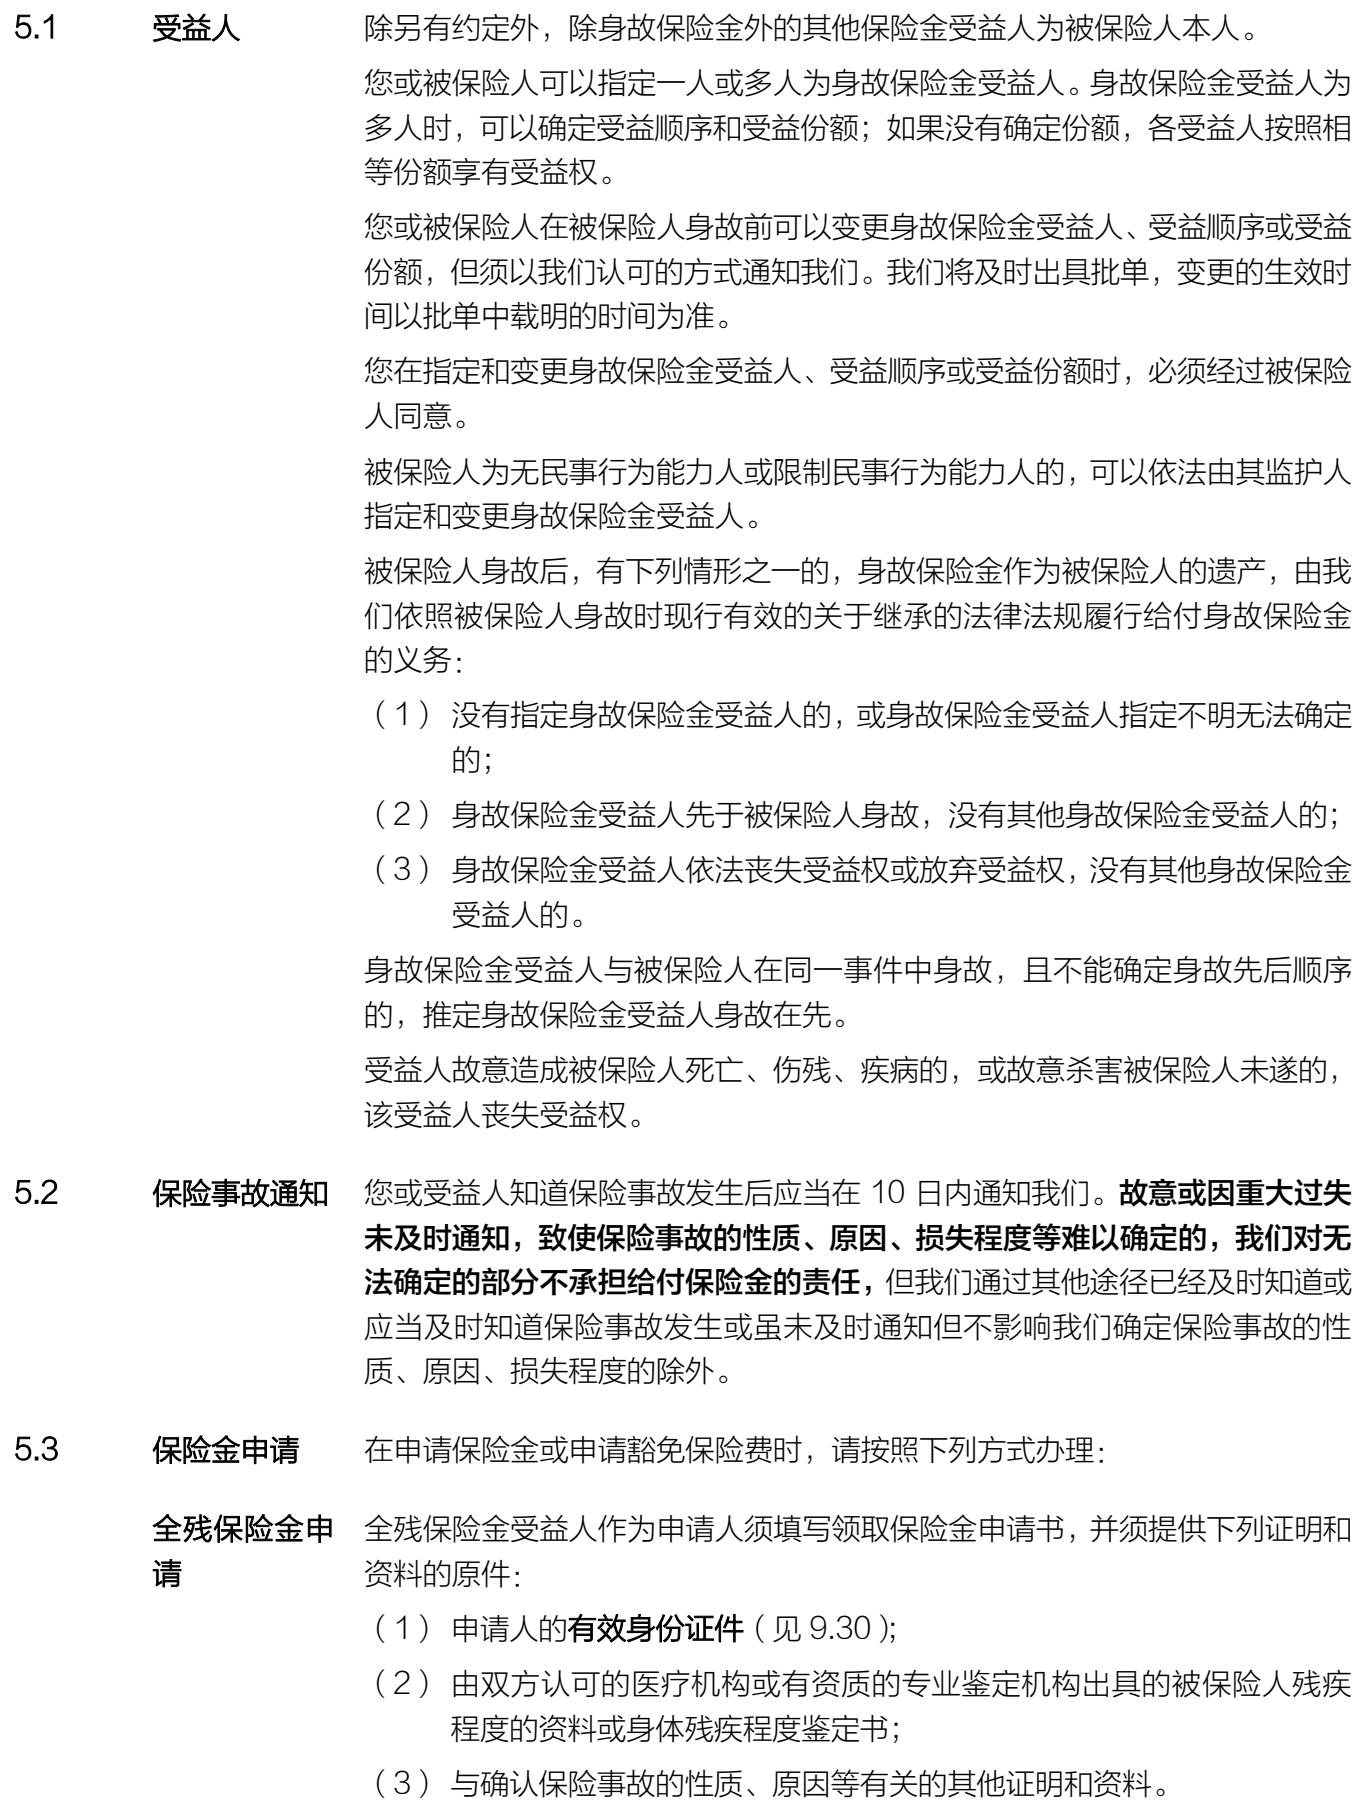 5.1 受益人 除另有约定外，除身故保险金外的其他保险金受益人为被保险人本人。
您或被保险人可以指定一人或多人为身故保险金受益人。身故保险金受益人为
多人时，可以确定受益顺序和受益份额；如果没有确定份额，各受益人按照相
等份额享有受益权。
您或被保险人在被保险人身故前可以变更身故保险金受益人、受益顺序或受益
份额，但须以我们认可的方式通知我们。我们将及时出具批单，变更的生效时
间以批单中载明的时间为准。
您在指定和变更身故保险金受益人、受益顺序或受益份额时，必须经过被保险
人同意。
被保险人为无民事行为能力人或限制民事行为能力人的，可以依法由其监护人
指定和变更身故保险金受益人。
被保险人身故后，有下列情形之一的，身故保险金作为被保险人的遗产，由我
们依照被保险人身故时现行有效的关于继承的法律法规履行给付身故保险金
的义务：
（1） 没有指定身故保险金受益人的，或身故保险金受益人指定不明无法确定
的；
（2） 身故保险金受益人先于被保险人身故，没有其他身故保险金受益人的；
（3） 身故保险金受益人依法丧失受益权或放弃受益权，没有其他身故保险金
受益人的。
身故保险金受益人与被保险人在同一事件中身故，且不能确定身故先后顺序
的，推定身故保险金受益人身故在先。
受益人故意造成被保险人死亡、伤残、疾病的，或故意杀害被保险人未遂的，
该受益人丧失受益权。
5.2 保险事故通知 您或受益人知道保险事故发生后应当在 10 日内通知我们。故意或因重大过失
未及时通知，致使保险事故的性质、原因、损失程度等难以确定的，我们对无
法确定的部分不承担给付保险金的责任，但我们通过其他途径已经及时知道或
应当及时知道保险事故发生或虽未及时通知但不影响我们确定保险事故的性
质、原因、损失程度的除外。
5.3 保险金申请 在申请保险金或申请豁免保险费时，请按照下列方式办理：
全残保险金申 全残保险金受益人作为申请人须填写领取保险金申请书，并须提供下列证明和
请 资料的原件：
（1） 申请人的有效身份证件（见 9.30）；
（2） 由双方认可的医疗机构或有资质的专业鉴定机构出具的被保险人残疾
程度的资料或身体残疾程度鉴定书；
（3） 与确认保险事故的性质、原因等有关的其他证明和资料。